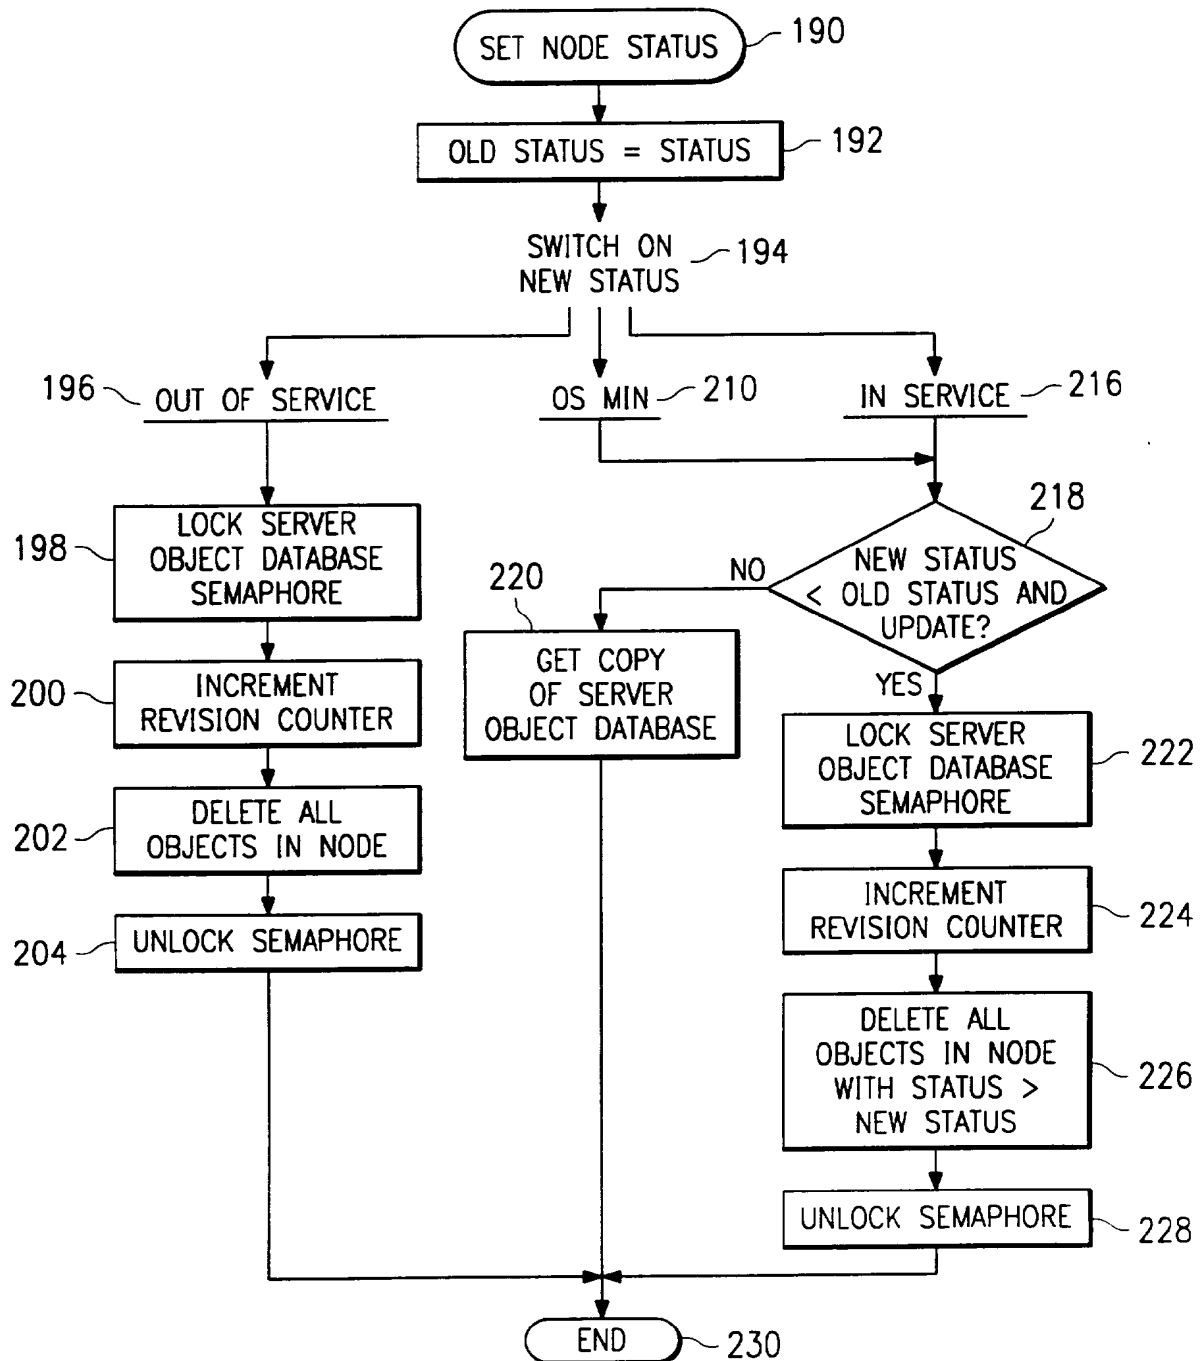 SET NODE STATUS
190
OLD STATUS = STATUS
192
SWITCH ON
NEW STATUS
194
196
OUT OF SERVICE
OS MIN
210
IN SERVICE
216
198
LOCK SERVER
OBJECT DATABASE
SEMAPHORE
200
INCREMENT
REVISION COUNTER
202
DELETE ALL
OBJECTS IN NODE
204
UNLOCK SEMAPHORE
218
NEW STATUS
< OLD STATUS AND
UPDATE?
NO
YES
220
GET COPY
OF SERVER
OBJECT DATABASE
LOCK SERVER
OBJECT DATABASE
SEMAPHORE
222
INCREMENT
REVISION COUNTER
224
DELETE ALL
OBJECTS IN NODE
WITH STATUS >
NEW STATUS
226
UNLOCK SEMAPHORE
228
END
230